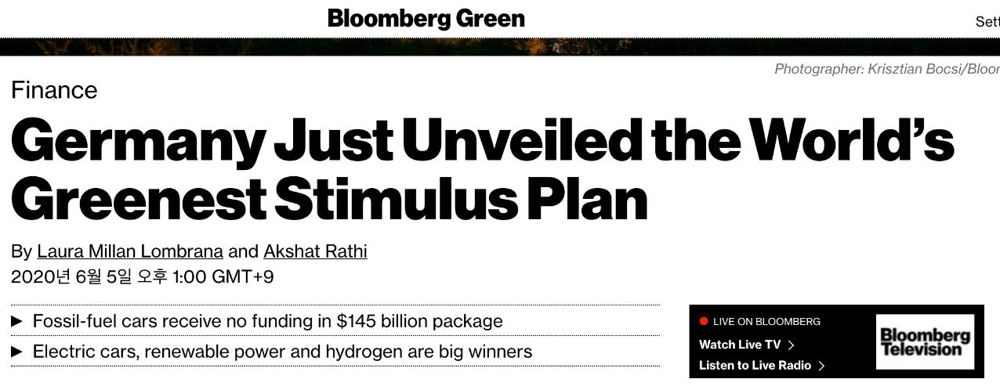 Bloomberg Green
Sett
Photographer: Krisztian Bocsi/Bloor
Finance
Germany Just Unveiled the World's
Greenest Stimulus Plan
By Laura Millan Lombrana and Akshat Rathi
2020년 6월 5일 오후 1:00 GMT+9
► Fossil-fuel cars receive no funding in $145 billion package
► Electric cars, renewable power and hydrogen are big winners
LIVE ON BLOOMBERG
Watch Live TV >
Listen to Live Radio >
Bloomberg
Television